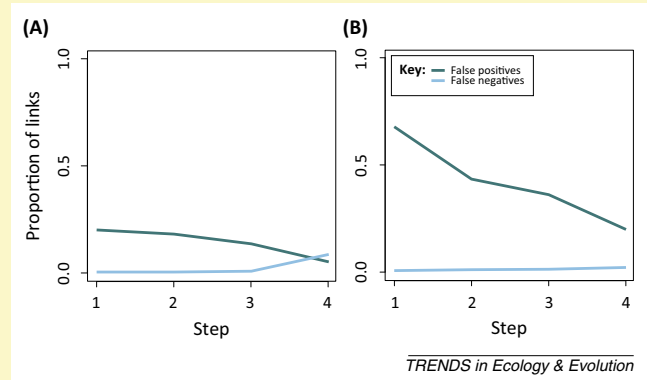 (A)
(B)
Proportion of links
1.0
0.5
0.0
1 2 3 4
Step
1.0
0.5
0.0
Key: False positives
False negatives
1 2 3 4
Step
TRENDS in Ecology & Evolution